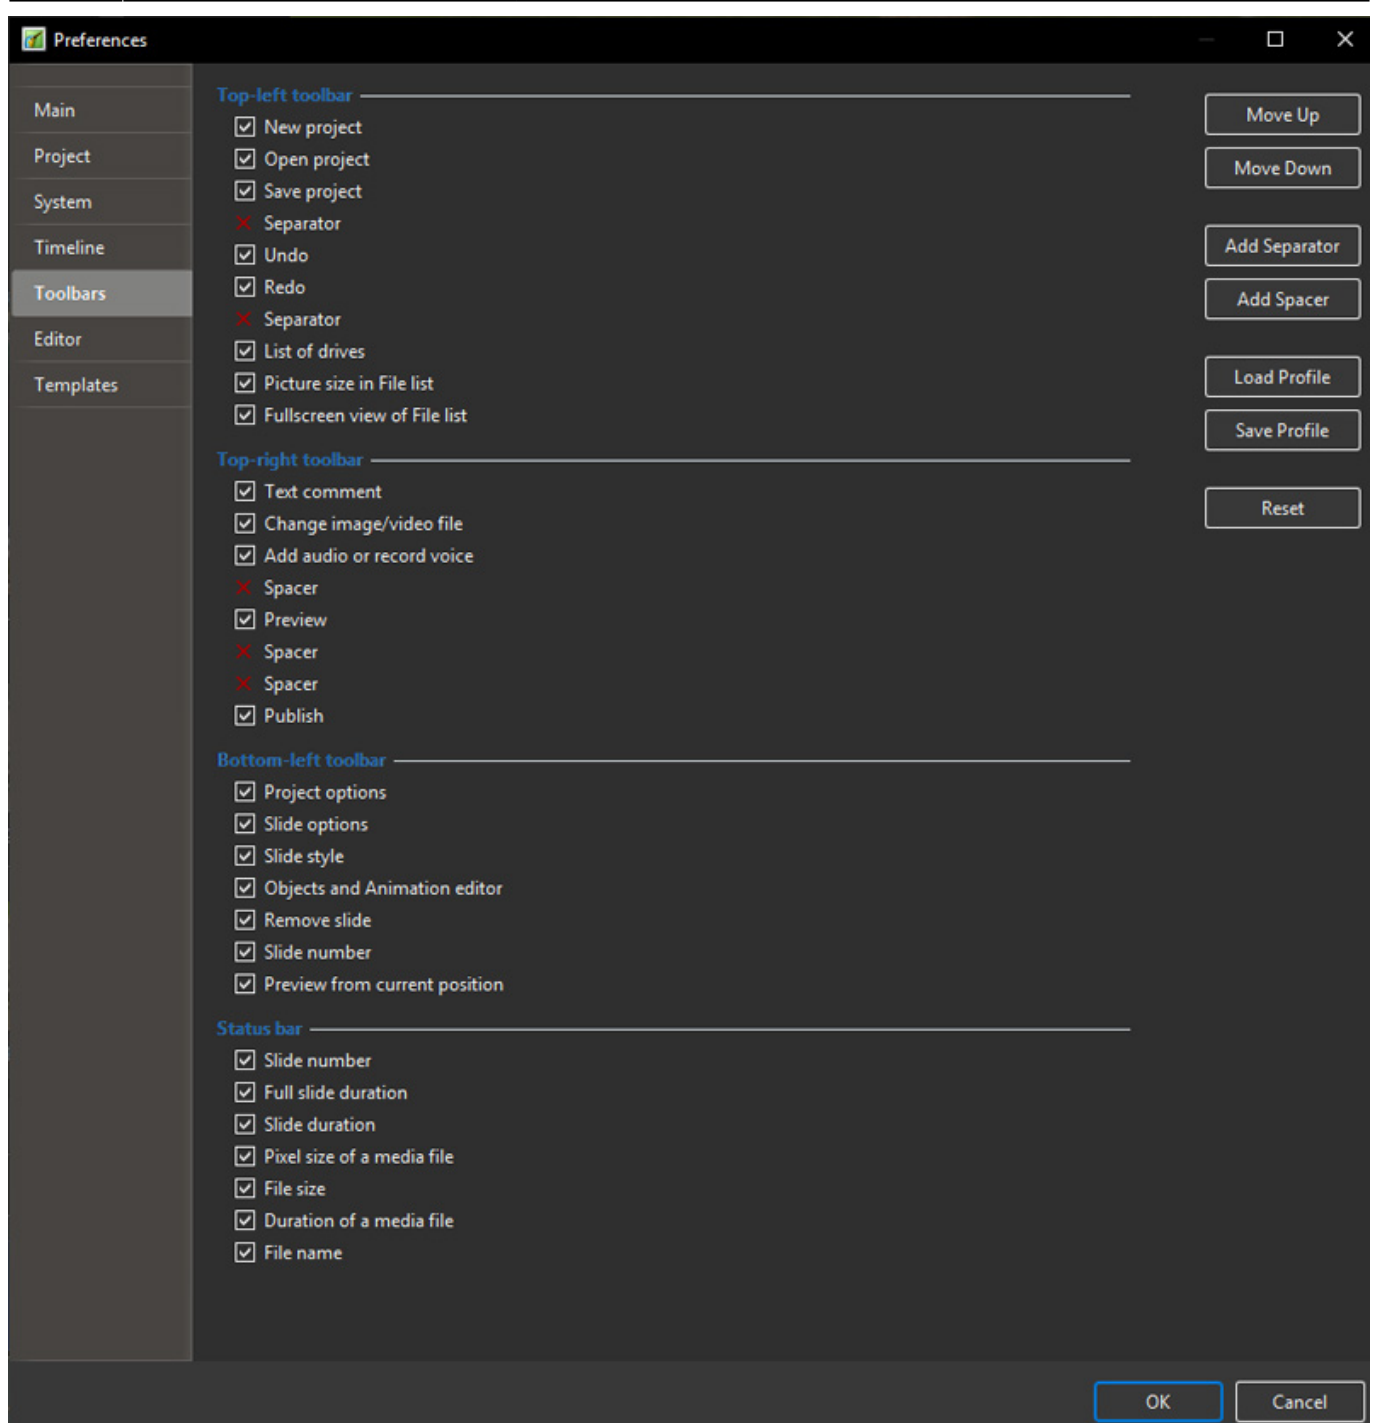 Preferences
Main
Project
System
Timeline
Toolbars
Editor
Templates
Top-left toolbar
New project
Open project
Save project
Separator
Undo
Redo
Separator
List of drives
Picture size in File list
Fullscreen view of File list
Top-right toolbar
Text comment
Change image/video file
Add audio or record voice
Spacer
Preview
Spacer
Spacer
Publish
Bottom-left toolbar
Project options
Slide options
Slide style
Objects and Animation editor
Remove slide
Slide number
Preview from current position
Status bar
Slide number
Full slide duration
Slide duration
Pixel size of a media file
File size
Duration of a media file
File name
Move Up
Move Down
Add Separator
Add Spacer
Load Profile
Save Profile
Reset
OK
Cancel